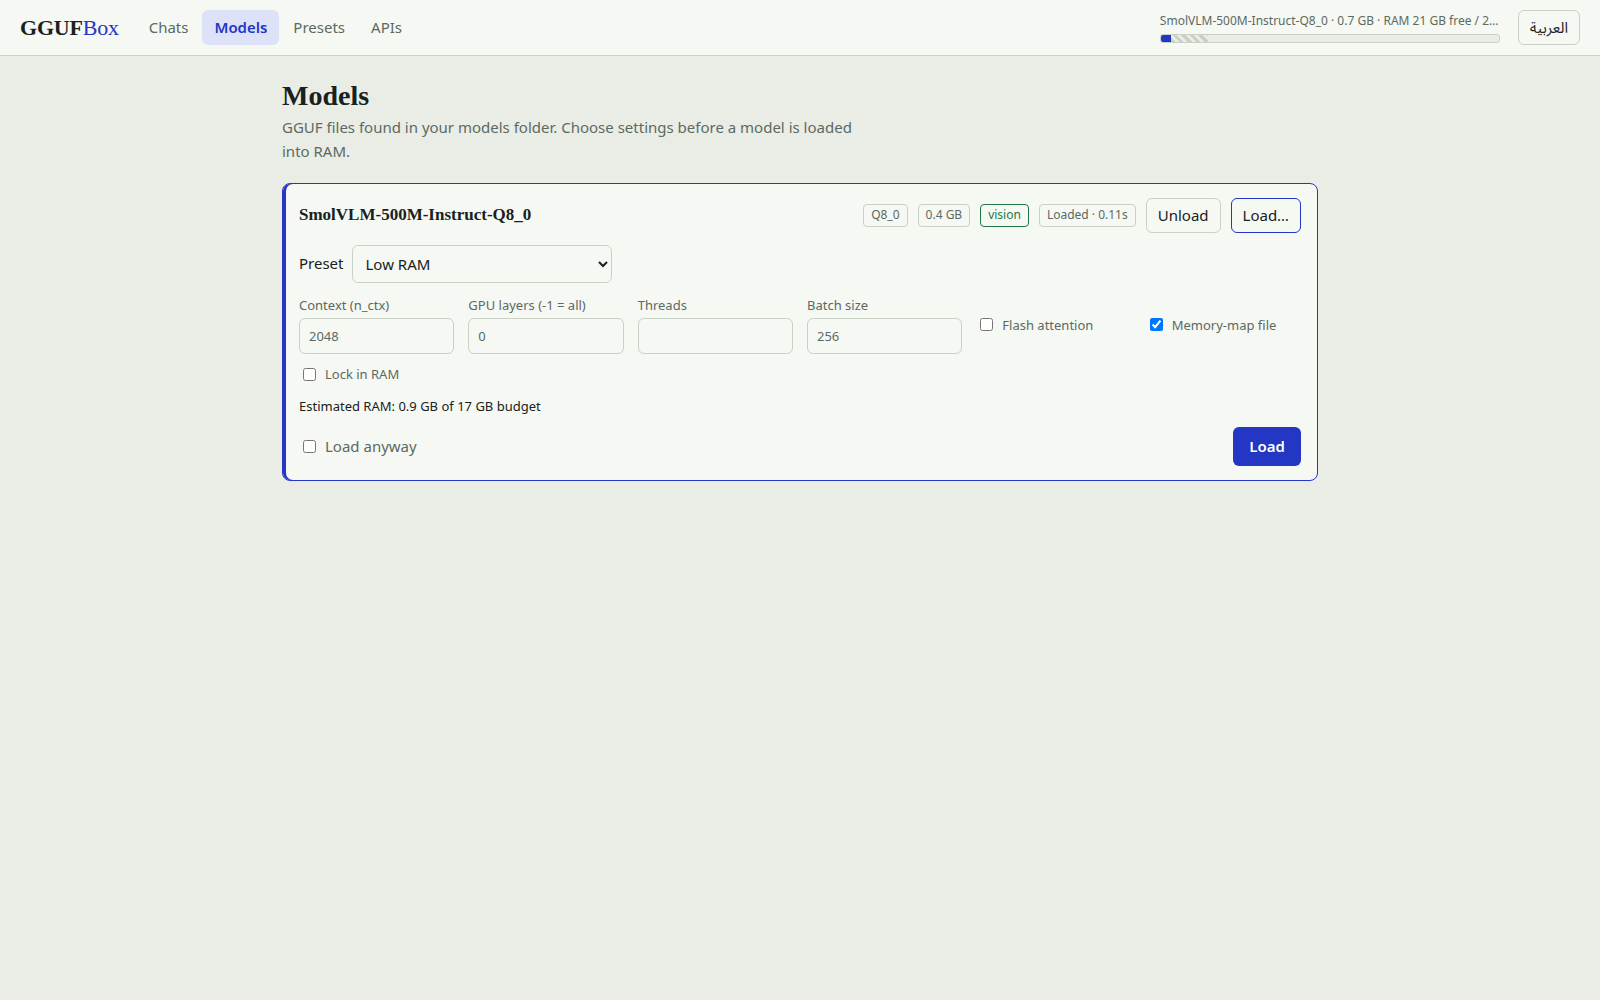 GGUFBox
Chats
Models
Presets
APIs
SmolVLM-500M-Instruct-Q8_0 · 0.7 GB · RAM 21 GB free / 2...
العربية
Models
GGUF files found in your models folder. Choose settings before a model is loaded
into RAM.
SmolVLM-500M-Instruct-Q8_0
Q8_0
0.4 GB
vision
Loaded · 0.11s
Unload
Load...
Preset
Low RAM
Context (n_ctx)
GPU layers (-1 = all)
Threads
Batch size
2048
0
256
Flash attention
Memory-map file
Lock in RAM
Estimated RAM: 0.9 GB of 17 GB budget
Load anyway
Load